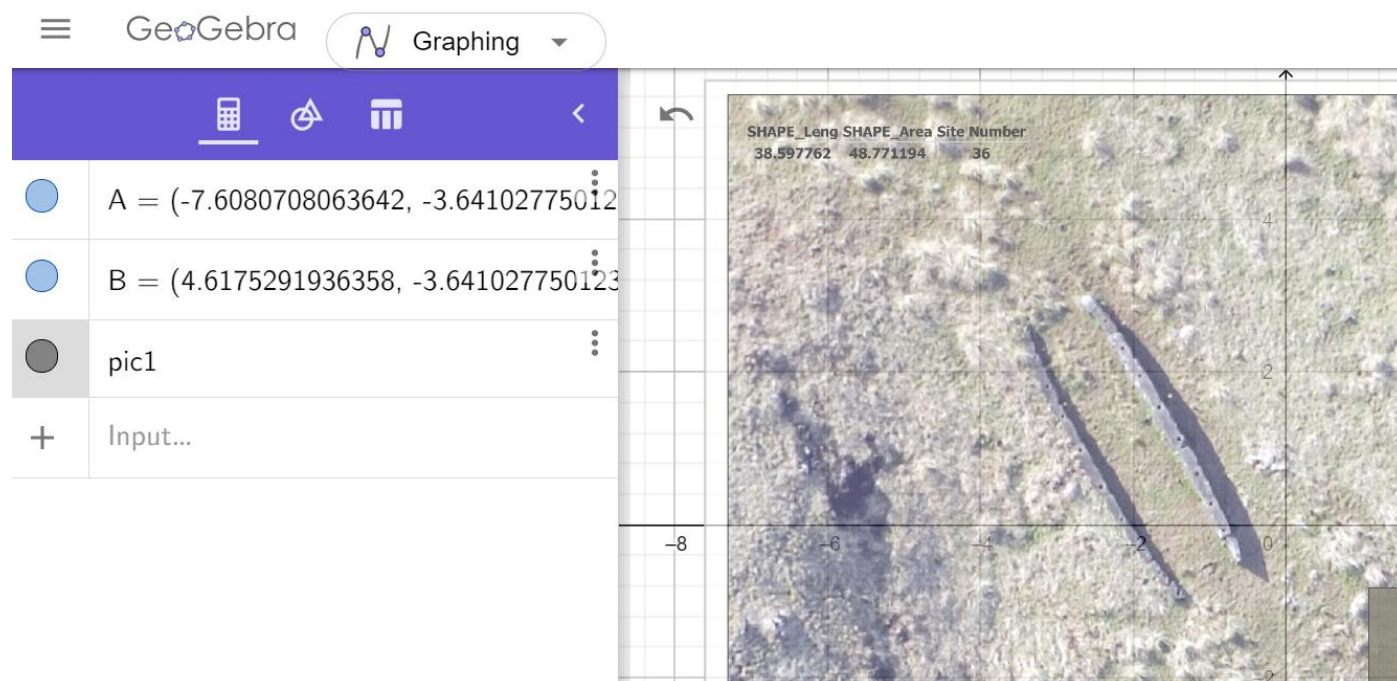 GeoGebra
Graphing
A = (-7.6080708063642, -3.64102775012
B = (4.6175291936358, -3.641027750123
pic1
+ Input...
SHAPE_Leng SHAPE_Area Site Number
38.597762 48.771194 36
4
2
-8 -6 -4 -2 0
-2